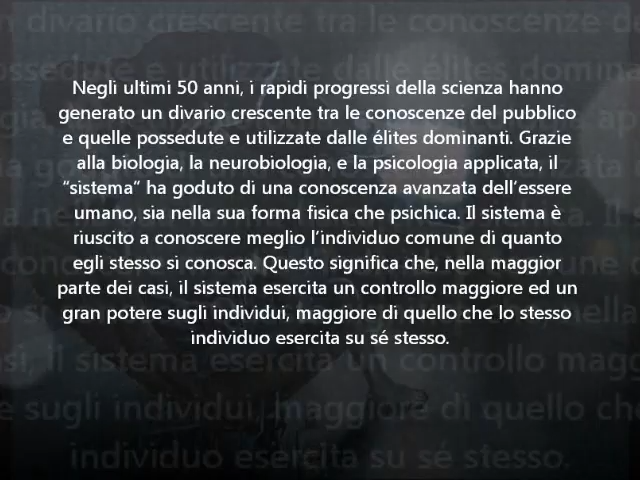 Negli ultimi 50 anni, i rapidi progressi della scienza hanno
generato un divario crescente tra le conoscenze del pubblico
e quelle possedute e utilizzate dalle élites dominanti. Grazie
alla biologia, la neurobiologia, e la psicologia applicata, il
“sistema” ha goduto di una conoscenza avanzata dell’essere
umano, sia nella sua forma fisica che psichica. Il sistema è
riuscito a conoscere meglio l’individuo comune di quanto
egli stesso si conosca. Questo significa che, nella maggior
parte dei casi, il sistema esercita un controllo maggiore ed un
gran potere sugli individui, maggiore di quello che lo stesso
individuo esercita su sé stesso.